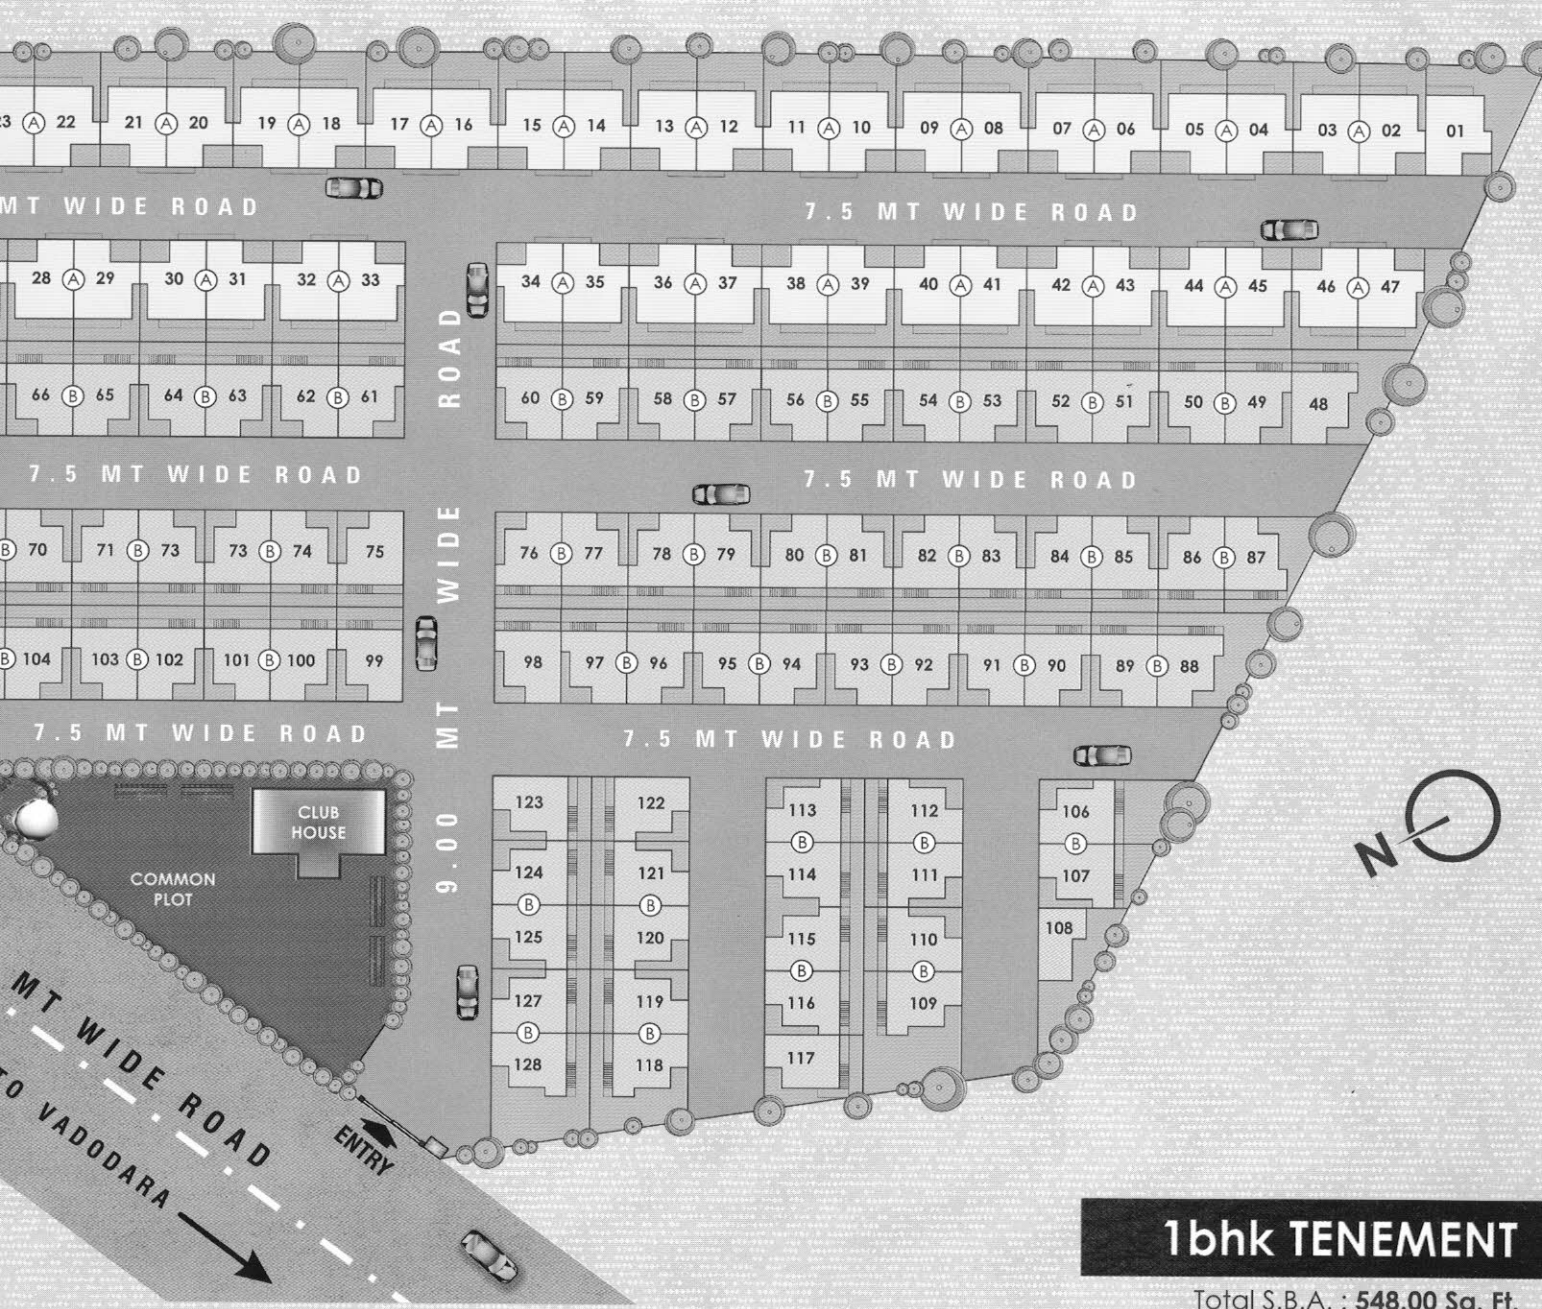 23 A 22 21 A 20 19 A 18 17 A 16 15 A 14 13 A 12 11 A 10 09 A 08 07 A 06 05 A 04 03 A 02 01
MT WIDE ROAD
7.5 MT WIDE ROAD
28 A 29 30 A 31 32 A 33 34 A 35 36 A 37 38 A 39 40 A 41 42 A 43 44 A 45 46 A 47
66 B 65 64 B 63 62 B 61 60 B 59 58 B 57 56 B 55 54 B 53 52 B 51 50 B 49 48
7.5 MT WIDE ROAD
7.5 MT WIDE ROAD
B 70 71 B 73 73 B 74 75 76 B 77 78 B 79 80 B 81 82 B 83 84 B 85 86 B 87
B 104 103 B 102 101 B 100 99 98 97 B 96 95 B 94 93 B 92 91 B 90 89 B 88
7.5 MT WIDE ROAD
7.5 MT WIDE ROAD
9.00 MT WIDE ROAD
CLUB
HOUSE
COMMON
PLOT
123 122 113 112 106
B B B
124 121 114 111 107
B B
125 120 115 110 108
B B
127 119 116 109
B B
128 118 117
N
MT WIDE ROAD
TO VADODARA
ENTRY
1bhk TENEMENT
Total S.B.A. : 548.00 Sq. Ft.